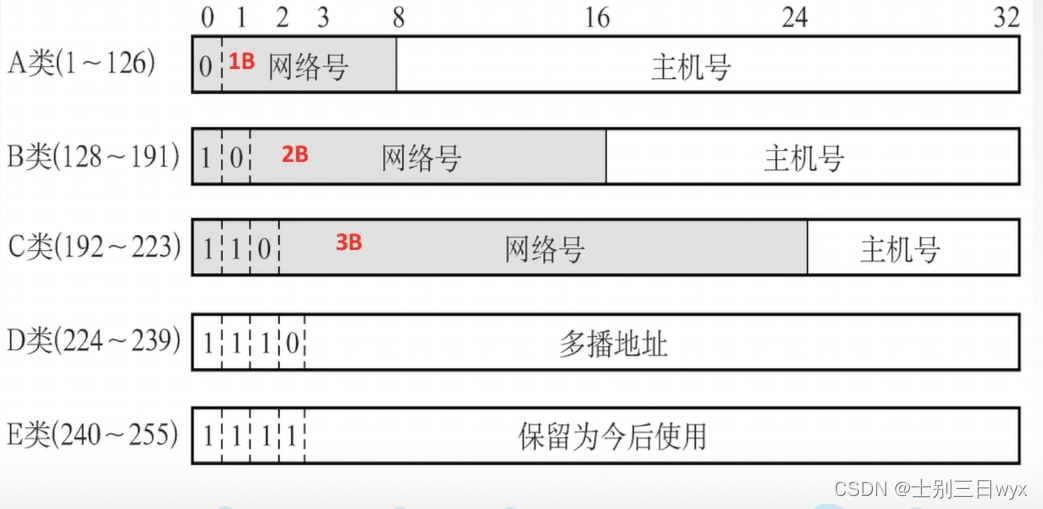 0 1 2 3 8 16 24 32
A类(1～126) 0 1B 网络号 主机号
B类(128～191) 1 0 2B 网络号 主机号
C类(192～223) 1 1 0 3B 网络号 主机号
D类(224～239) 1 1 1 0 多播地址
E类(240～255) 1 1 1 1 保留为今后使用
CSDN @士别三日wyx